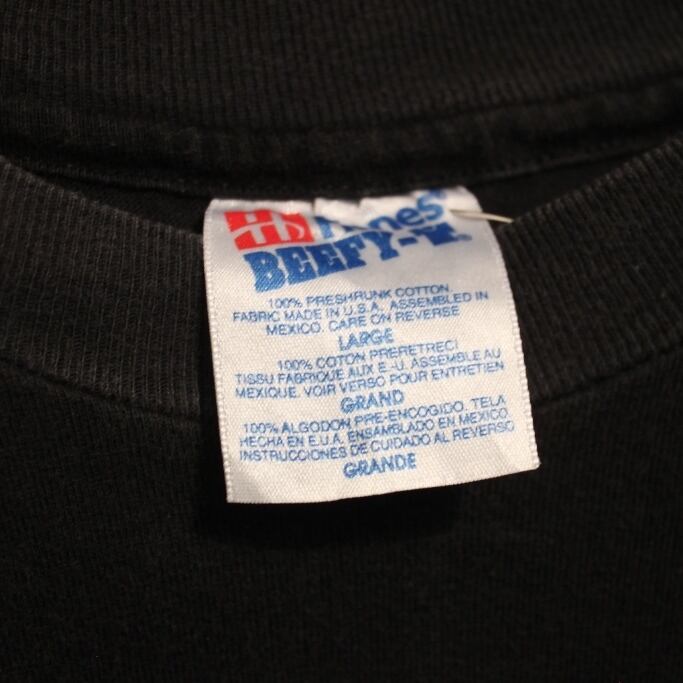 H Hanes
BEEFY-T®
100% PRESHRUNK COTTON.
FABRIC MADE IN U.S.A. ASSEMBLED IN
MEXICO. CARE ON REVERSE
LARGE
100% COTON PRERETRECI
TISSU FABRIQUE AUX E.-U. ASSEMBLE AU
MEXIQUE. VOIR VERSO POUR ENTRETIEN
GRAND
100% ALGODON PRE-ENCOGIDO. TELA
HECHA EN E.U.A. ENSAMBLADO EN MEXICO.
INSTRUCCIONES DE CUIDADO AL REVERSO
GRANDE